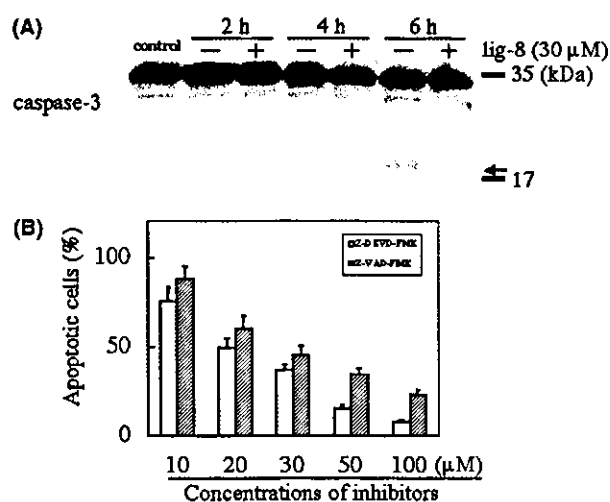 (A)
2 h 4 h 6 h
control − + − + − + lig-8 (30 μM)
35 (kDa)
caspase-3
17
(B)
Z-DEVD-FMK
Z-VAD-FMK
Apoptotic cells (%)
100
50
0
10 20 30 50 100 (μM)
Concentrations of inhibitors